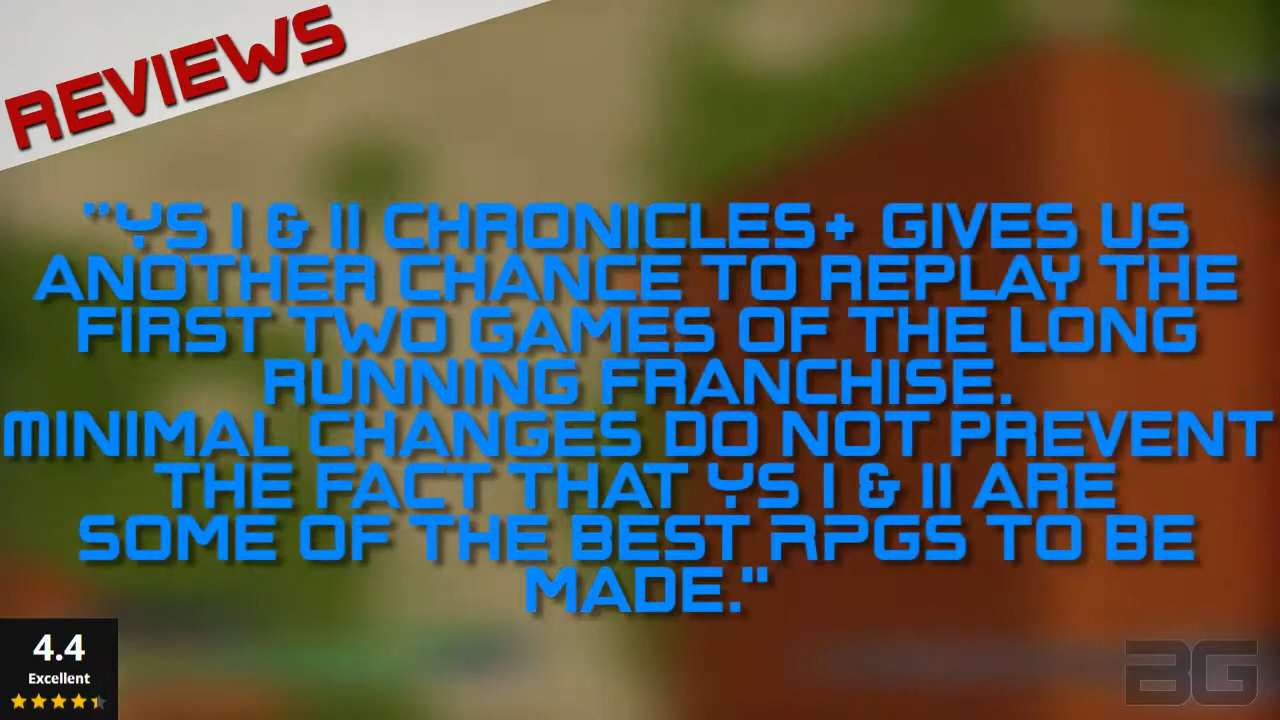 REVIEWS
"YS I & II CHRONICLES+ GIVES US
ANOTHER CHANCE TO REPLAY THE
FIRST TWO GAMES OF THE LONG
RUNNING FRANCHISE.
MINIMAL CHANGES DO NOT PREVENT
THE FACT THAT YS I & II ARE
SOME OF THE BEST RPGS TO BE
MADE."
4.4
Excellent
BG